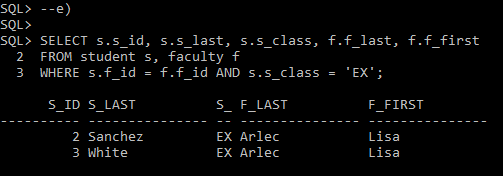 SQL> --e)
SQL>
SQL> SELECT s.s_id, s.s_last, s.s_class, f.f_last, f.f_first
  2  FROM student s, faculty f
  3  WHERE s.f_id = f.f_id AND s.s_class = 'EX';

      S_ID S_LAST          S_ F_LAST          F_FIRST
---------- --------------- -- --------------- ---------------
         2 Sanchez         EX Arlec           Lisa
         3 White           EX Arlec           Lisa